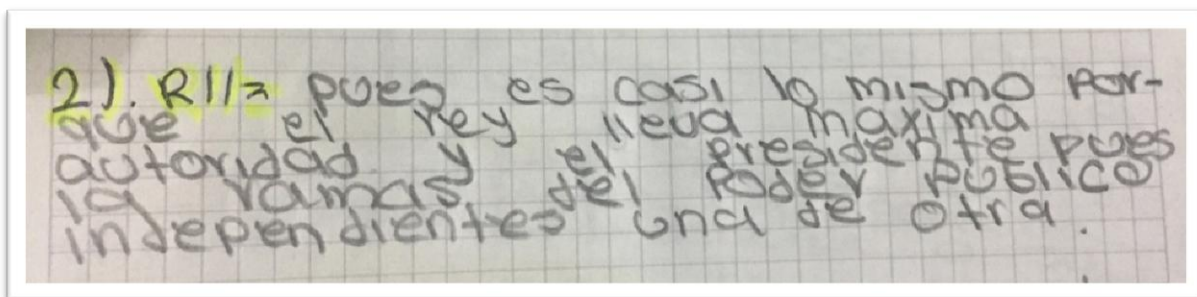 2). R//= pues es casi lo mismo por-
que el rey lleva maxima
autoridad y el presidente pues
la ramas del poder publico
independientes una de otra.